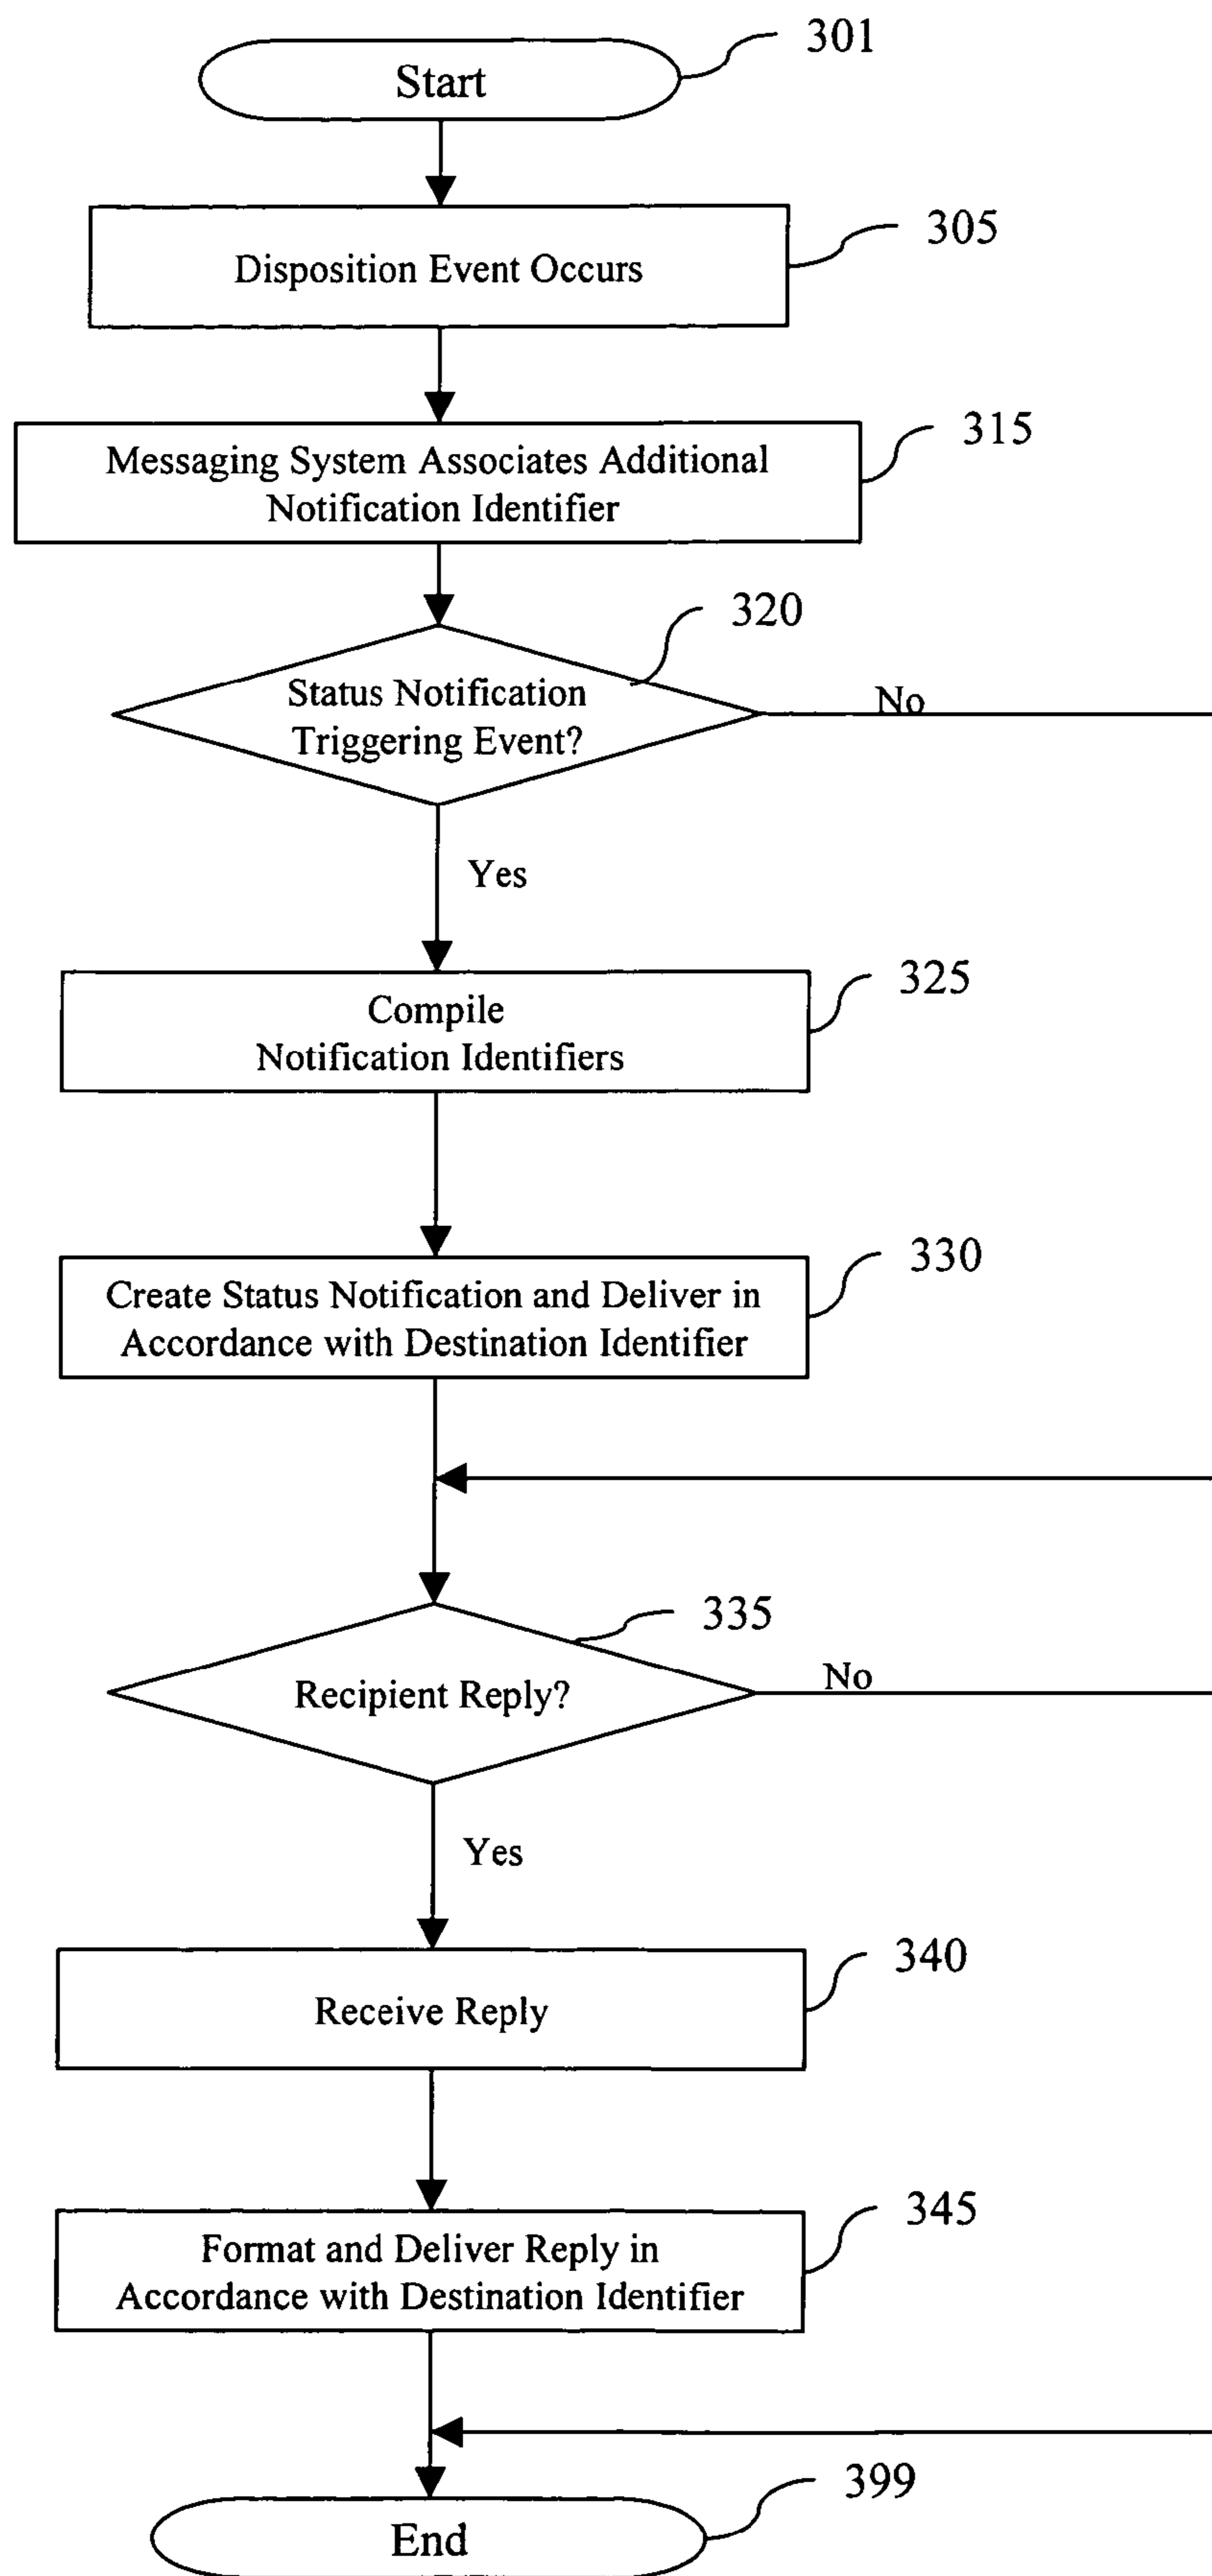 Start
301
Disposition Event Occurs
305
Messaging System Associates Additional
Notification Identifier
315
Status Notification
Triggering Event?
320
No
Yes
Compile
Notification Identifiers
325
Create Status Notification and Deliver in
Accordance with Destination Identifier
330
Recipient Reply?
335
No
Yes
Receive Reply
340
Format and Deliver Reply in
Accordance with Destination Identifier
345
End
399